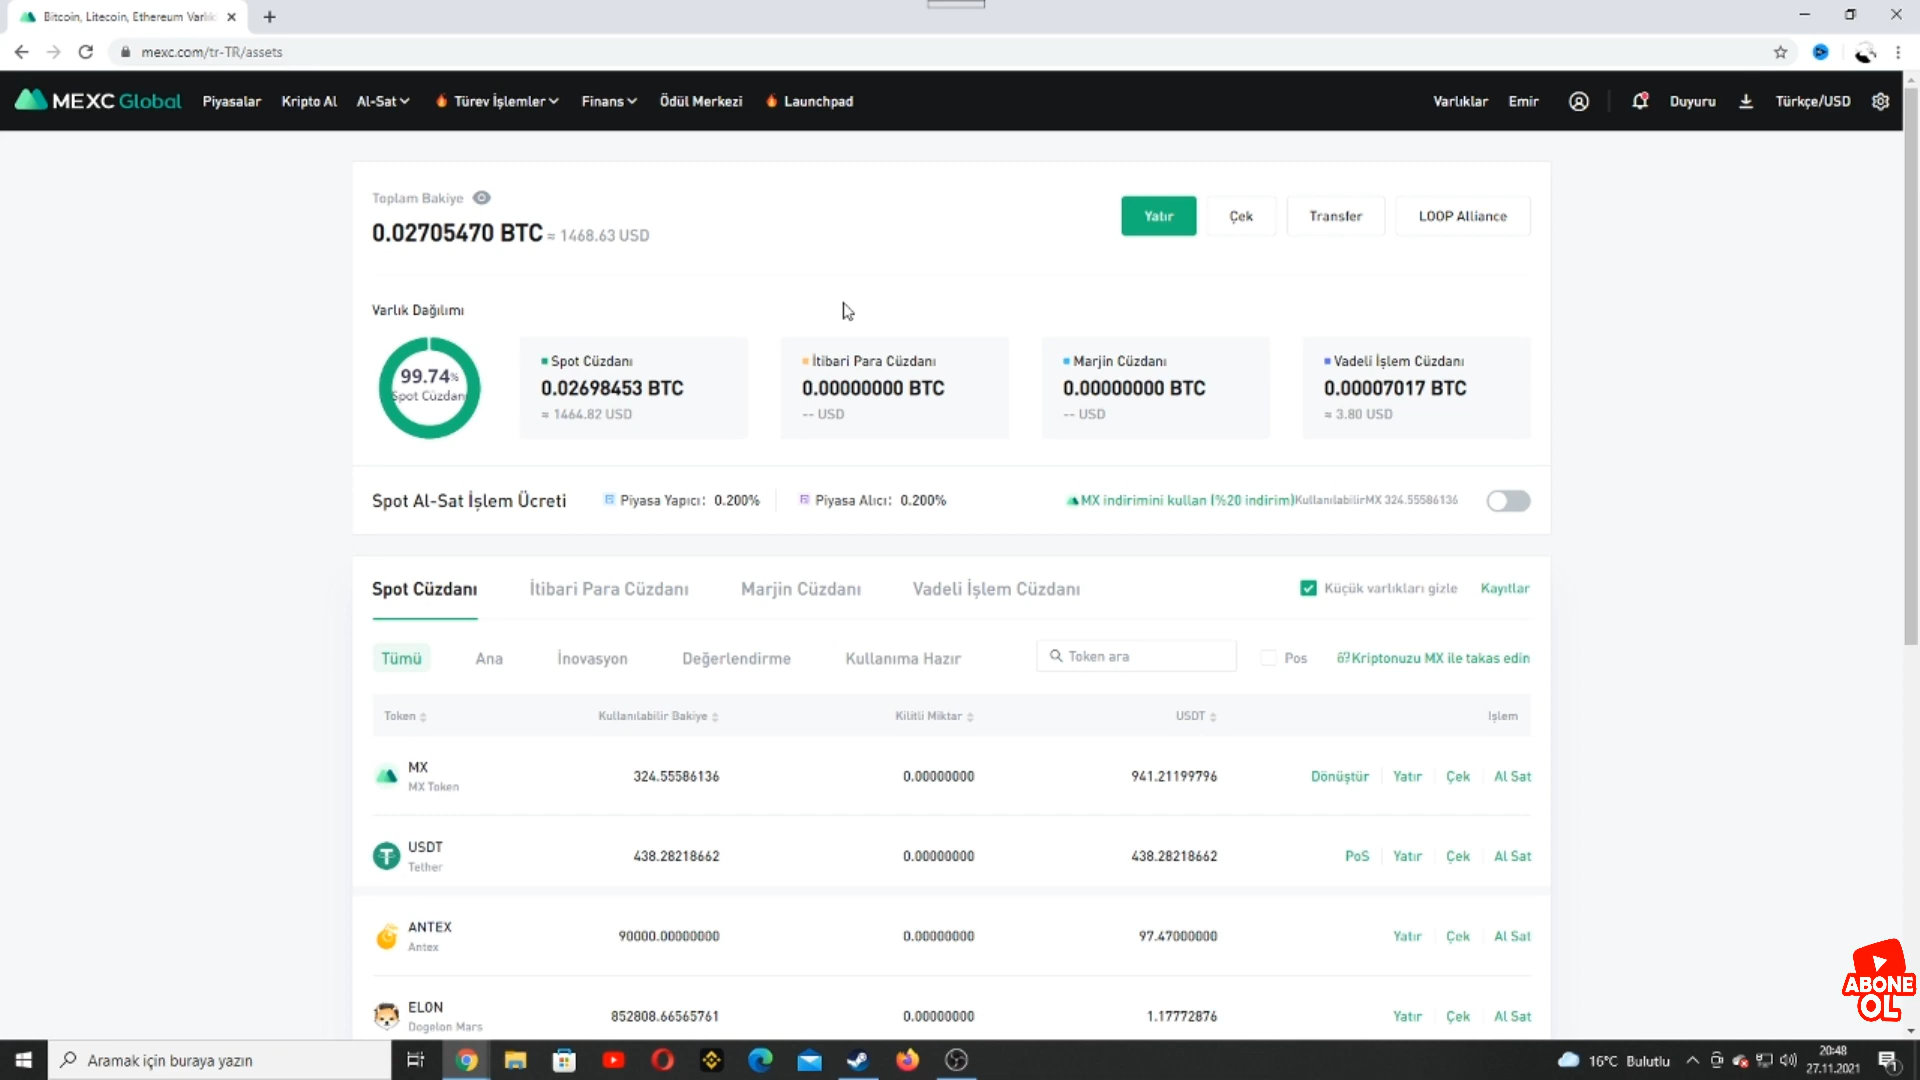 Bitcoin, Litecoin, Ethereum Varlık
mexc.com/tr-TR/assets
MEXC Global Piyasalar Kripto Al Al-Sat Türev İşlemler Finans Ödül Merkezi Launchpad Varlıklar Emir Duyuru Türkçe/USD
Toplam Bakiye
0.02705470 BTC ≈ 1468.63 USD
Yatır Çek Transfer LOOP Alliance
Varlık Dağılımı
99.74%
Spot Cüzdanı
Spot Cüzdanı
0.02698453 BTC
≈ 1464.82 USD
İtibari Para Cüzdanı
0.00000000 BTC
-- USD
Marjin Cüzdanı
0.00000000 BTC
-- USD
Vadeli İşlem Cüzdanı
0.00007017 BTC
≈ 3.80 USD
Spot Al-Sat İşlem Ücreti Piyasa Yapıcı: 0.200% Piyasa Alıcı: 0.200% MX indirimini kullan (%20 indirim) KullanılabilirMX 324.55586136
Spot Cüzdanı İtibari Para Cüzdanı Marjin Cüzdanı Vadeli İşlem Cüzdanı Küçük varlıkları gizle Kayıtlar
Tümü Ana İnovasyon Değerlendirme Kullanıma Hazır Token ara Pos Kriptonuzu MX ile takas edin
Token Kullanılabilir Bakiye Kilitli Miktar USDT Işlem
MX
MX Token
324.55586136 0.00000000 941.21199796 Dönüştür Yatır Çek Al Sat
USDT
Tether
438.28218662 0.00000000 438.28218662 PoS Yatır Çek Al Sat
ANTEX
Antex
90000.00000000 0.00000000 97.47000000 Yatır Çek Al Sat
ELON
Dogelon Mars
852808.66565761 0.00000000 1.17772876 Yatır Çek Al Sat
ABONE
OL
Aramak için buraya yazın
16°C Bulutlu
20:48
27.11.2021
1